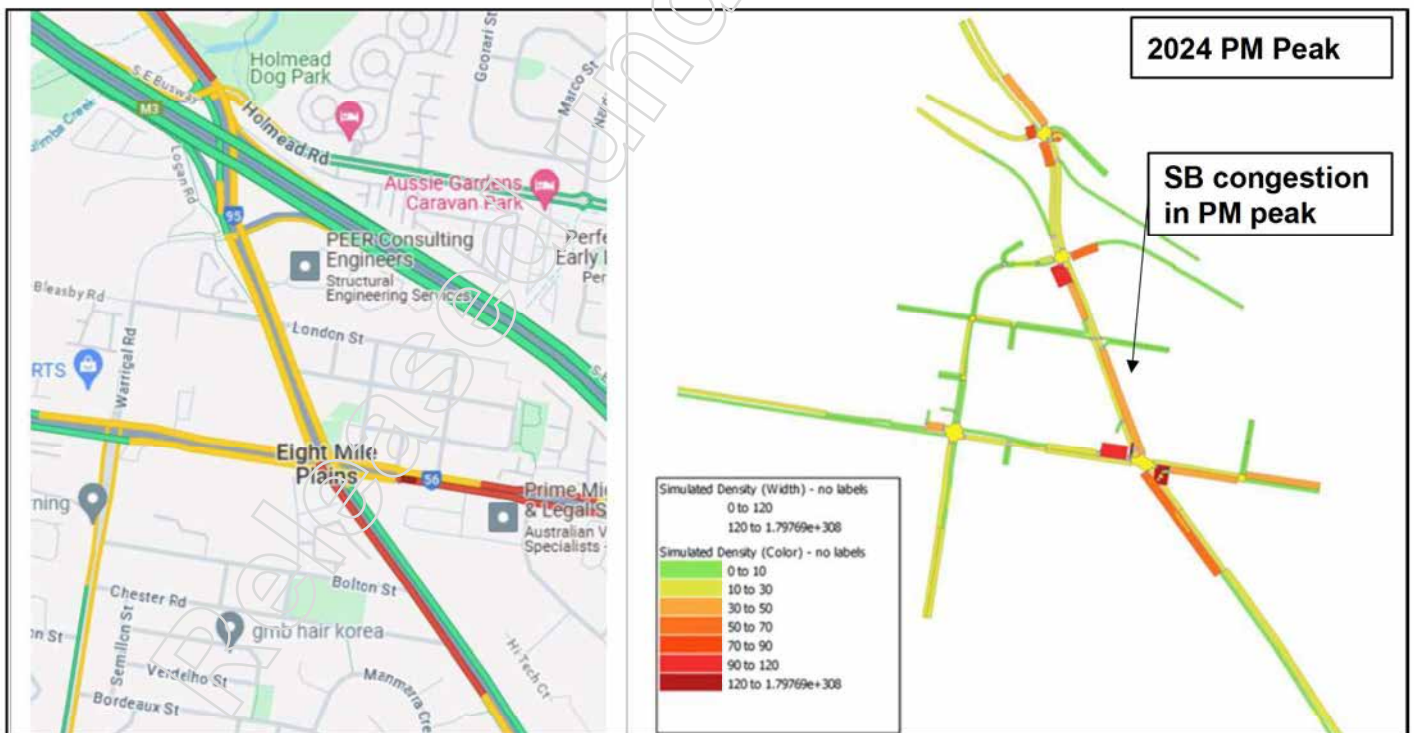 Holmead
Dog Park
Goorari St
Marco St
S E Busway
M3
Holmead Rd
Logan Rd
Aussie Gardens
Caravan Park
95
PEER Consulting
Engineers
Structural
Engineering Services
Bleasby Rd
London St
Warrigal Rd
Eight Mile
Plains
56
Australian
Specialists
Bolton St
Chester Rd
gmb hair korea
Semillon St
Verdelho St
Bordeaux St
Manmarra Cre
Hi-Tech Ct
2024 PM Peak
SB congestion
in PM peak
Simulated Density (Width) - no labels
0 to 120
120 to 1.79769e+308
Simulated Density (Color) - no labels
0 to 10
10 to 30
30 to 50
50 to 70
70 to 90
90 to 120
120 to 1.79769e+308